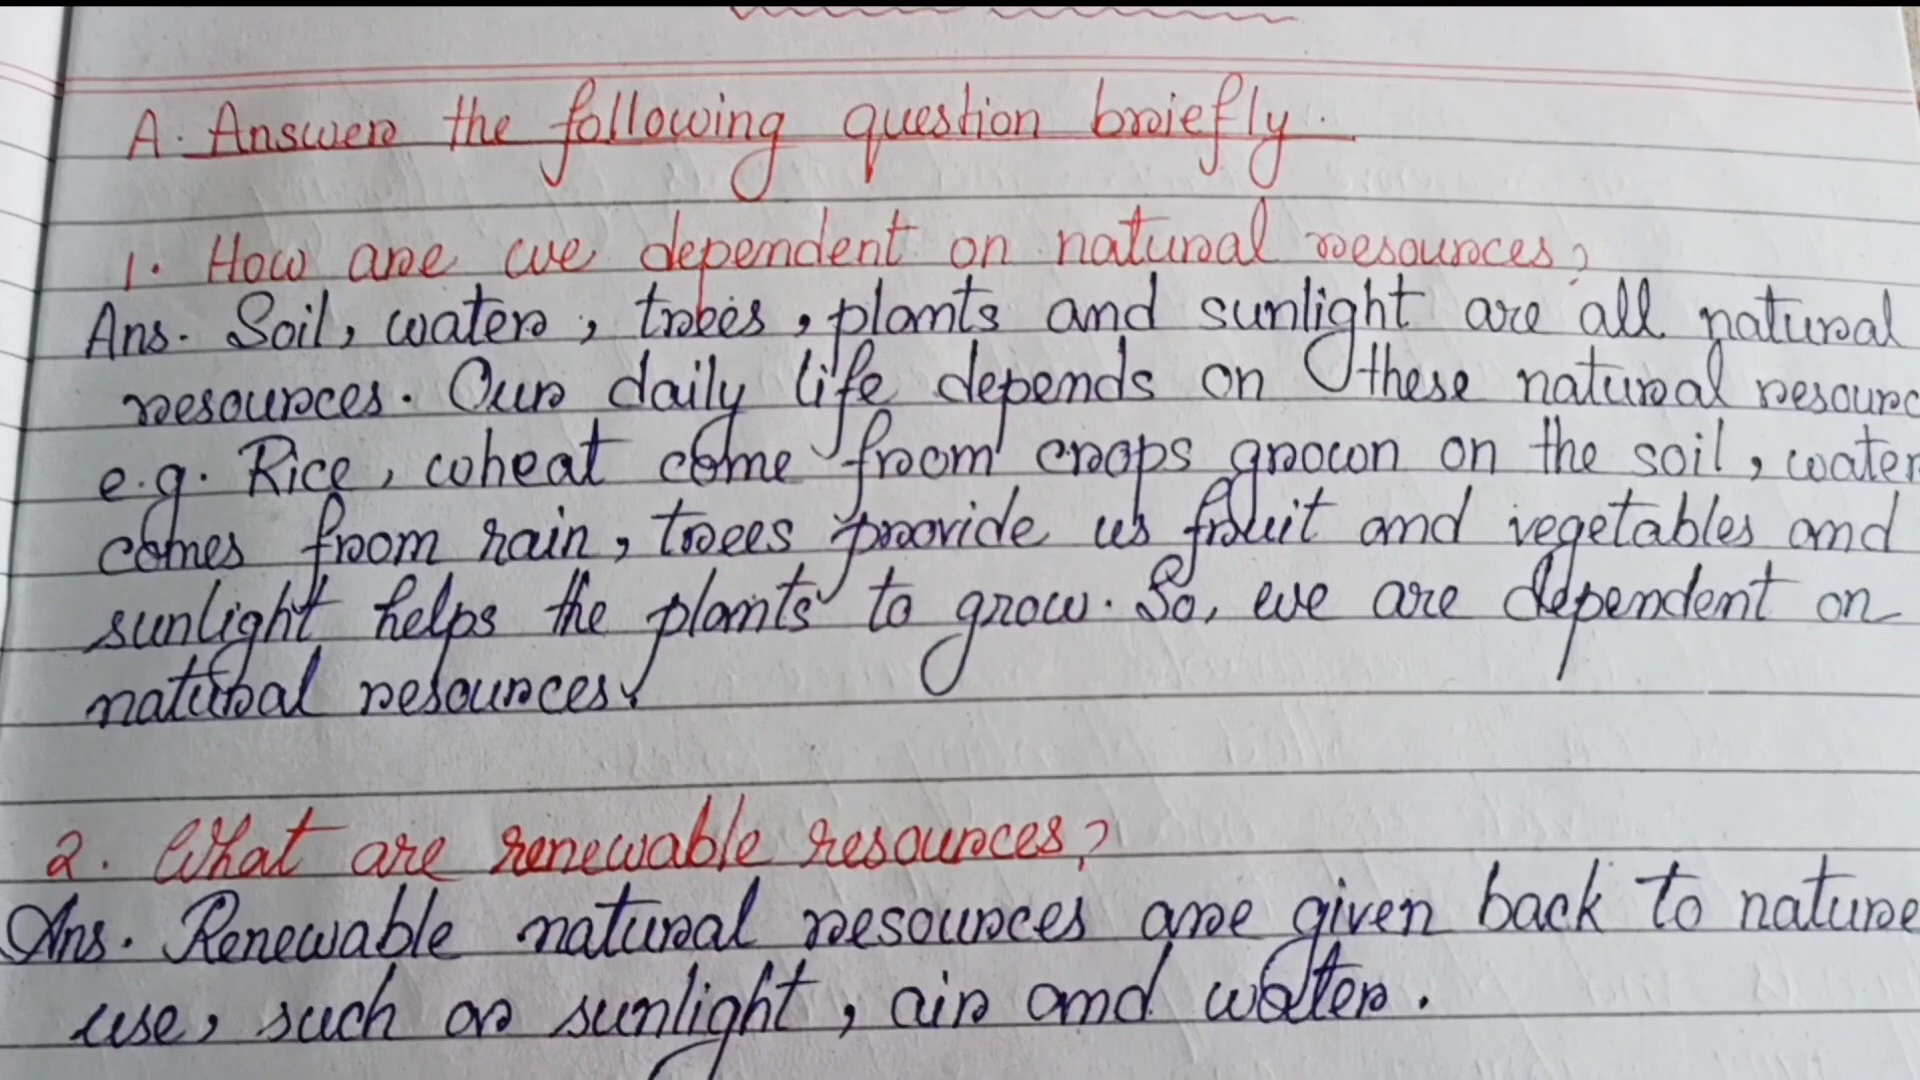 A. Answer the following question briefly.
1. How are we dependent on natural resources?
Ans. Soil, water, trees, plants and sunlight are all natural
resources. Our daily life depends on these natural resourc
e.g. Rice, wheat come from crops grown on the soil, water
comes from rain, trees provide us fruit and vegetables and
sunlight helps the plants to grow. So, we are dependent on
natural resources.
2. What are renewable resources?
Ans. Renewable natural resources are given back to nature
use, such as sunlight, air and water.